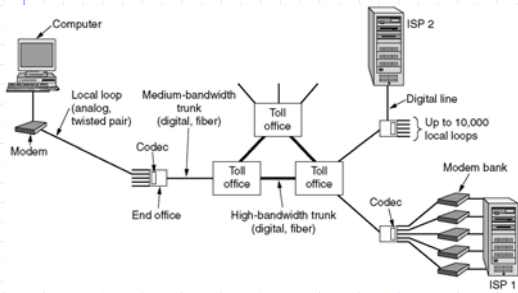 Computer
ISP 2
Local loop
(analog,
twisted pair)
Medium-bandwidth
trunk
(digital, fiber)
Digital line
Toll
office
Up to 10,000
local loops
Modem
Codec
Toll
office
Toll
office
Modem bank
End office
High-bandwidth trunk
(digital, fiber)
Codec
ISP 1